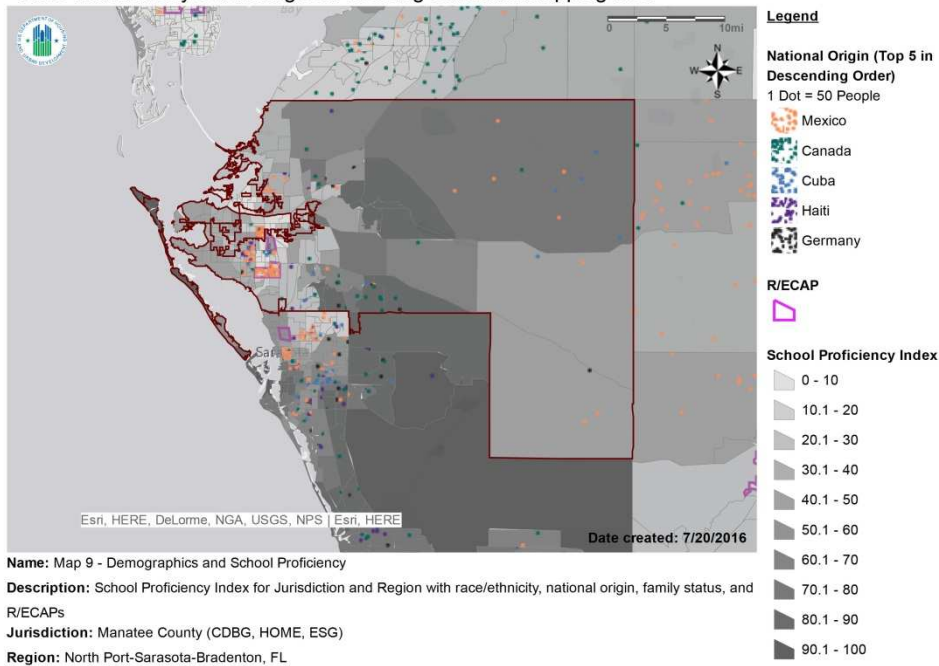 0
5
10mi
N
W
E
S
Sara
Esri, HERE, DeLorme, NGA, USGS, NPS | Esri, HERE
Date created: 7/20/2016
Name: Map 9 - Demographics and School Proficiency
Description: School Proficiency Index for Jurisdiction and Region with race/ethnicity, national origin, family status, and
R/ECAPs
Jurisdiction: Manatee County (CDBG, HOME, ESG)
Region: North Port-Sarasota-Bradenton, FL
Legend
National Origin (Top 5 in
Descending Order)
1 Dot = 50 People
Mexico
Canada
Cuba
Haiti
Germany
R/ECAP
School Proficiency Index
0 - 10
10.1 - 20
20.1 - 30
30.1 - 40
40.1 - 50
50.1 - 60
60.1 - 70
70.1 - 80
80.1 - 90
90.1 - 100